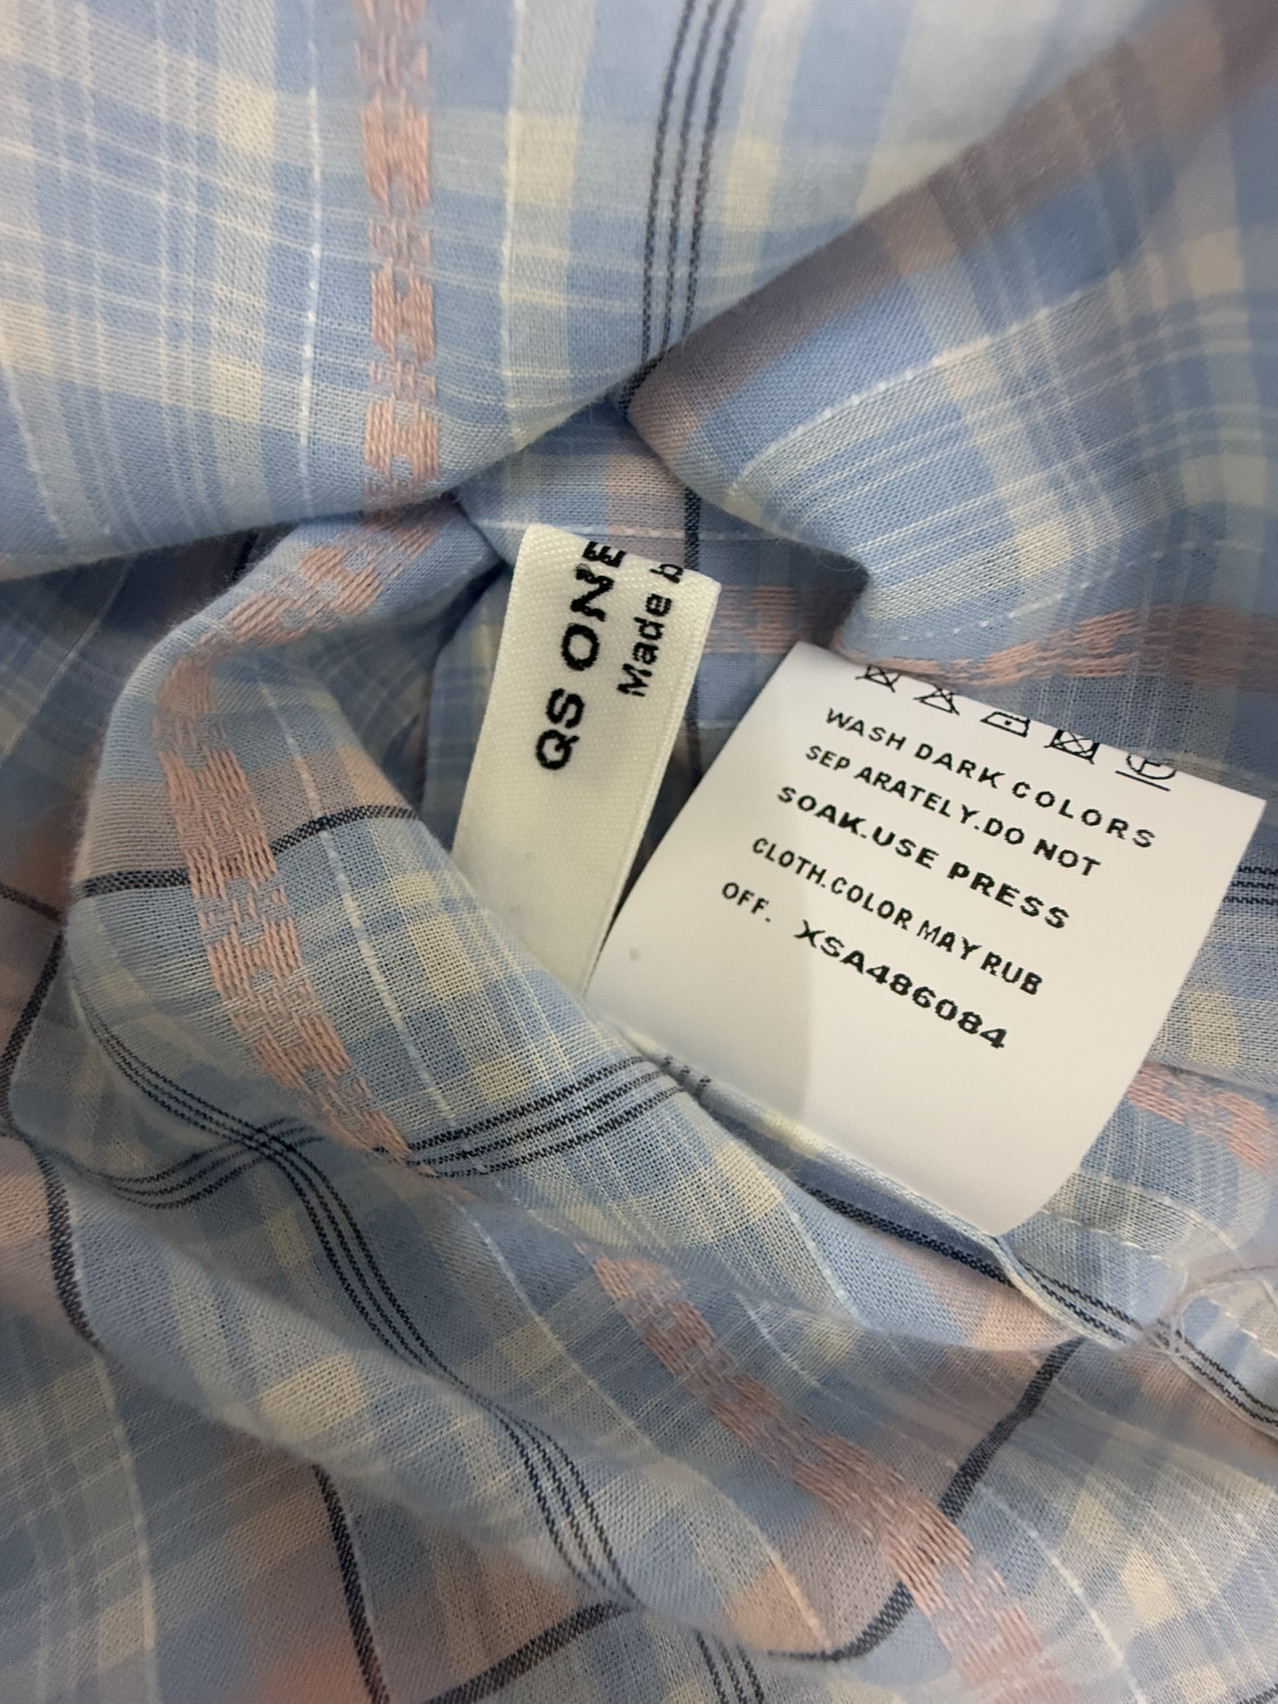 QS ONE
Made b
WASH DARK COLORS
SEP ARATELY.DO NOT
SOAK.USE PRESS
CLOTH.COLOR MAY RUB
OFF. XSA486084